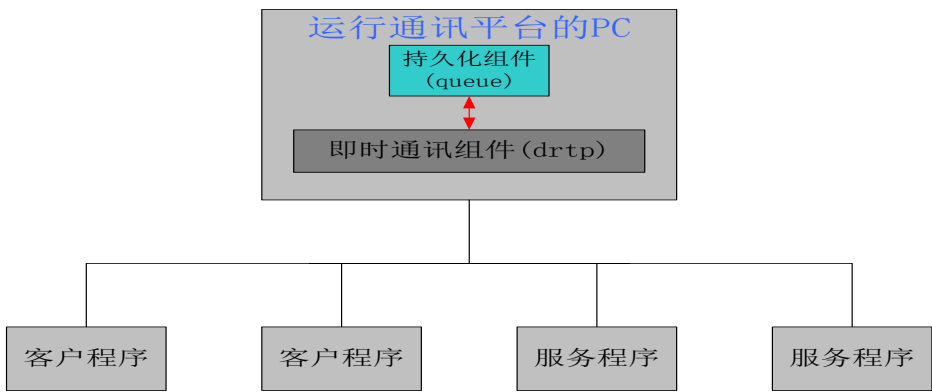 运行通讯平台的PC
持久化组件
(queue)
即时通讯组件(drtp)
客户程序
客户程序
服务程序
服务程序